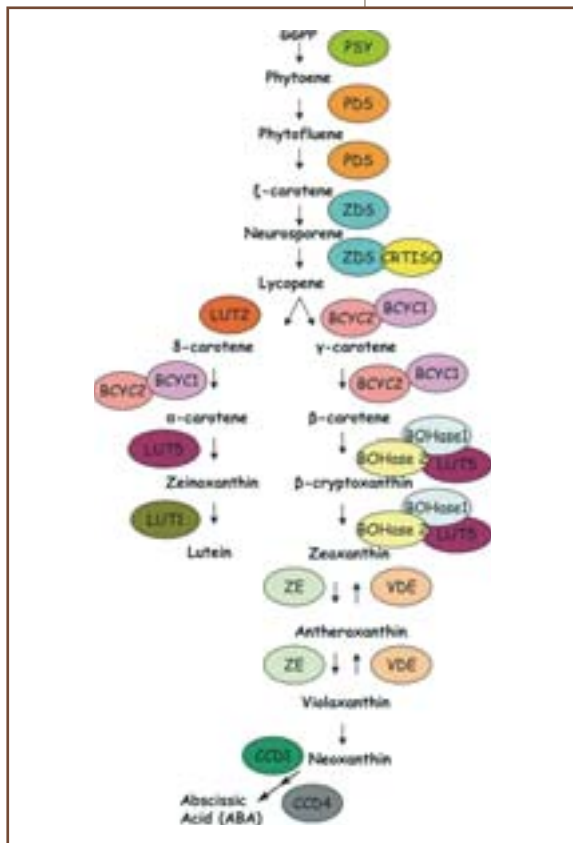 GGPP
PSY
Phytoene
PDS
Phytofluene
PDS
ξ-carotene
ZDS
Neurosporene
ZDS CRTISO
Lycopene
LUT2 BCYC2 BCYC1
δ-carotene γ-carotene
BCYC2 BCYC1 BCYC2 BCYC1
α-carotene β-carotene
LUT5 BOHase 2 BOHase1 LUT5
Zeinoxanthin β-cryptoxanthin
LUT1 BOHase 2 BOHase1 LUT5
Lutein Zeaxanthin
ZE VDE
Antheroxanthin
ZE VDE
Violaxanthin
Neoxanthin
Abscissic CCD4
Acid (ABA)